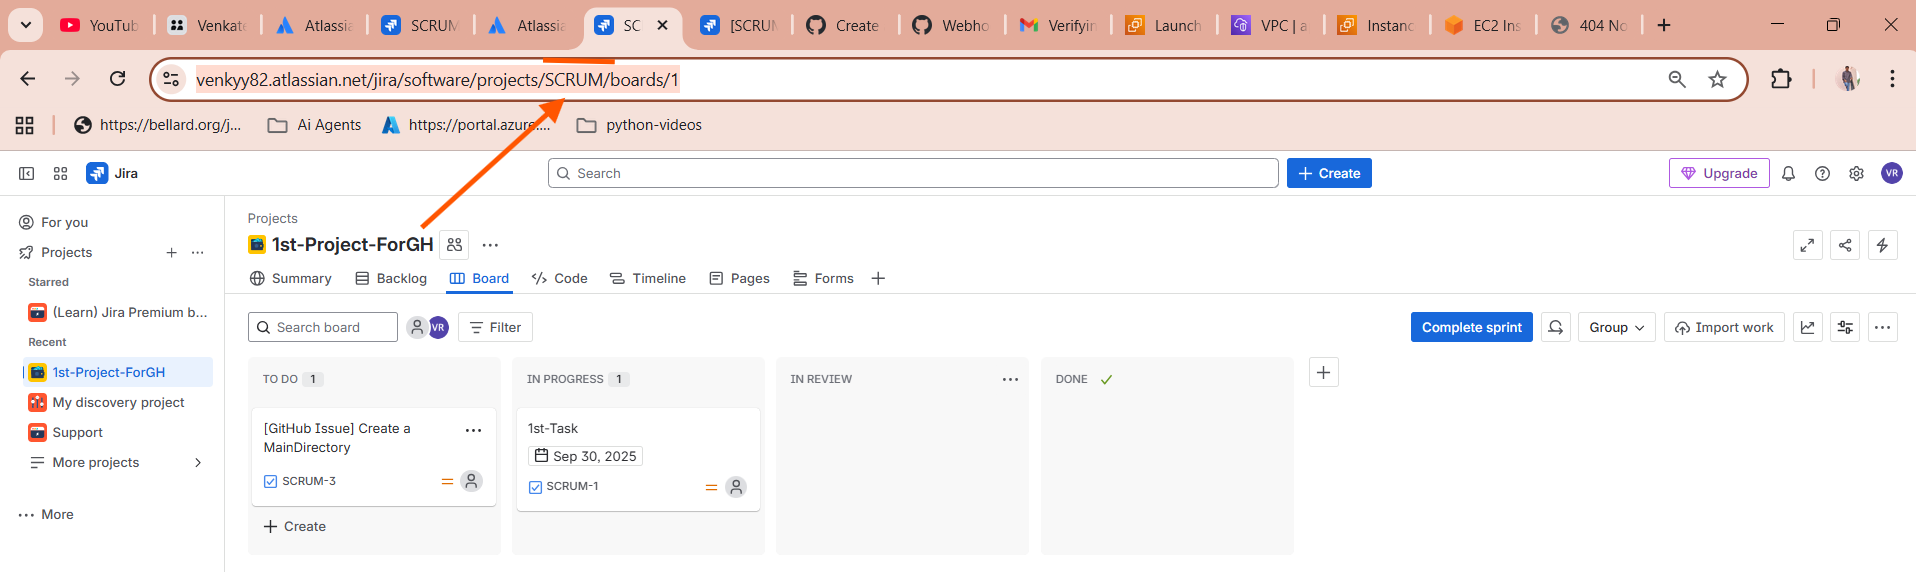 YouTub
Venkate
Atlassia
SCRUM
Atlassia
SC
[SCRUM
Create
Webho
Verifyin
Launch
VPC | a
Instanc
EC2 Ins
404 No
venkyy82.atlassian.net/jira/software/projects/SCRUM/boards/1
https://bellard.org/j...
Ai Agents
https://portal.azure....
python-videos
Jira
Search
Create
Upgrade
VR
For you
Projects
Starred
(Learn) Jira Premium b...
Recent
1st-Project-ForGH
My discovery project
Support
More projects
More
Projects
1st-Project-ForGH
Summary
Backlog
Board
Code
Timeline
Pages
Forms
Search board
VR
Filter
Complete sprint
Group
Import work
TO DO 1
[GitHub Issue] Create a
MainDirectory
SCRUM-3
Create
IN PROGRESS 1
1st-Task
Sep 30, 2025
SCRUM-1
IN REVIEW
DONE